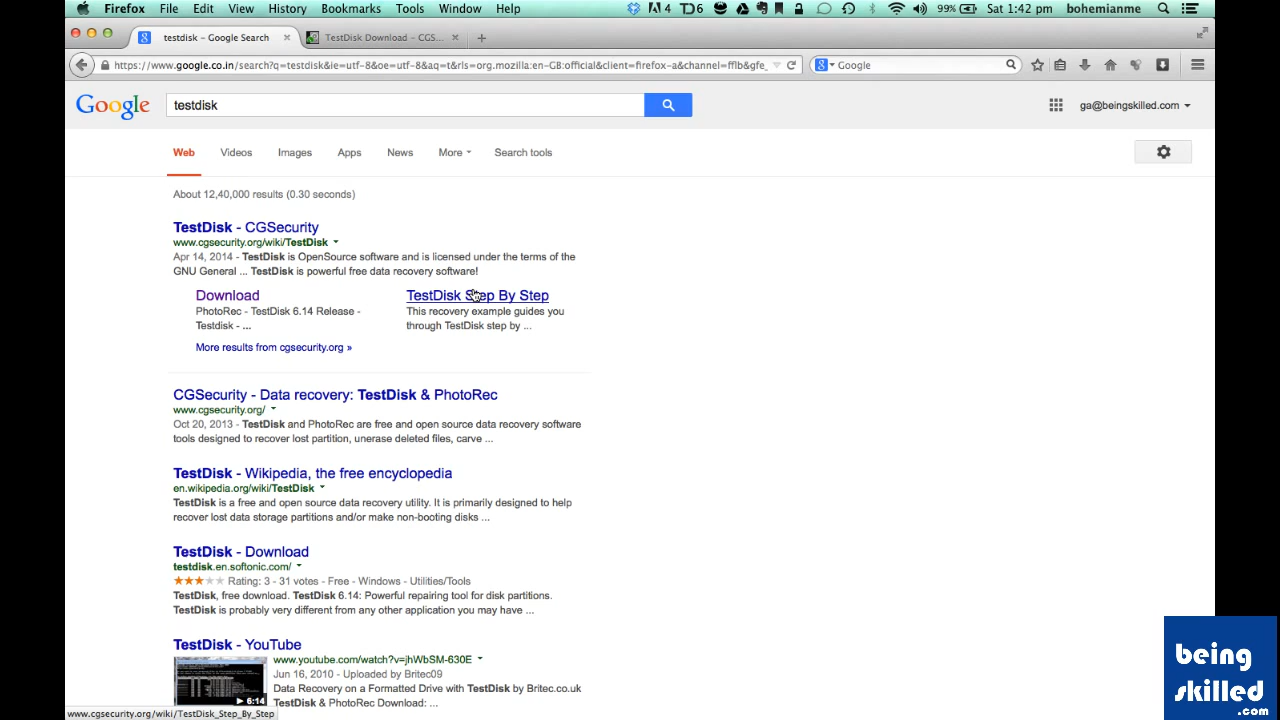 Firefox File Edit View History Bookmarks Tools Window Help 4 6 99% Sat 1:42 pm bohemianme
testdisk – Google Search TestDisk Download – CGS...
https://www.google.co.in/search?q=testdisk&ie=utf-8&oe=utf-8&aq=t&rls=org.mozilla:en-GB:official&client=firefox-a&channel=fflb&gfe_ Google
Google testdisk ga@beingskilled.com
Web Videos Images Apps News More Search tools
About 12,40,000 results (0.30 seconds)
TestDisk - CGSecurity
www.cgsecurity.org/wiki/TestDisk
Apr 14, 2014 - TestDisk is OpenSource software and is licensed under the terms of the
GNU General ... TestDisk is powerful free data recovery software!
Download TestDisk Step By Step
PhotoRec - TestDisk 6.14 Release - This recovery example guides you
Testdisk - ... through TestDisk step by ...
More results from cgsecurity.org »
CGSecurity - Data recovery: TestDisk & PhotoRec
www.cgsecurity.org/
Oct 20, 2013 - TestDisk and PhotoRec are free and open source data recovery software
tools designed to recover lost partition, unerase deleted files, carve ...
TestDisk - Wikipedia, the free encyclopedia
en.wikipedia.org/wiki/TestDisk
TestDisk is a free and open source data recovery utility. It is primarily designed to help
recover lost data storage partitions and/or make non-booting disks ...
TestDisk - Download
testdisk.en.softonic.com/
Rating: 3 - 31 votes - Free - Windows - Utilities/Tools
TestDisk, free download. TestDisk 6.14: Powerful repairing tool for disk partitions.
TestDisk is probably very different from any other application you may have ...
TestDisk - YouTube
www.youtube.com/watch?v=jhWbSM-630E
Jun 16, 2010 - Uploaded by Britec09
Data Recovery on a Formatted Drive with TestDisk by Britec.co.uk
TestDisk & PhotoRec Download: ...
6:14
www.cgsecurity.org/wiki/TestDisk_Step_By_Step
being
skilled
.com